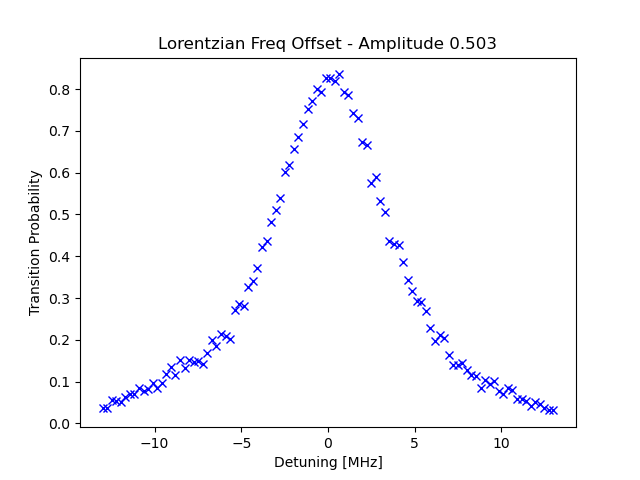 Lorentzian Freq Offset - Amplitude 0.503
Transition Probability
0.8
0.7
0.6
0.5
0.4
0.3
0.2
0.1
0.0
−10 −5 0 5 10
Detuning [MHz]